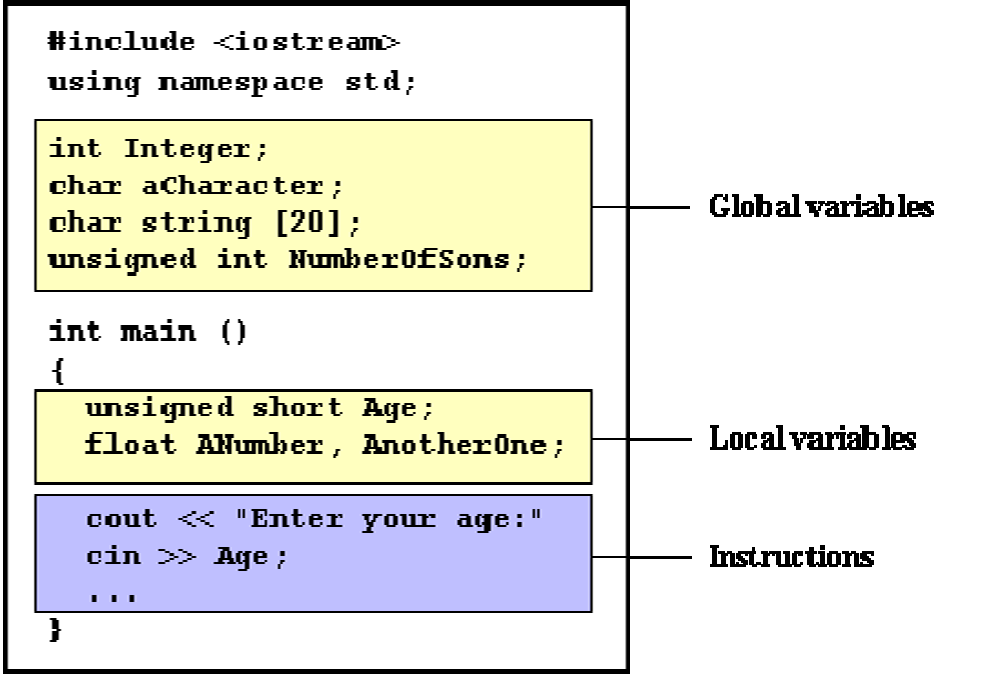 #include <iostream>
using namespace std;
int Integer;
char aCharacter;
char string [20];
unsigned int NumberOfSons;
Global variables
int main ()
{
unsigned short Age;
float ANumber, AnotherOne;
Local variables
cout << "Enter your age:"
cin >> Age;
...
Instructions
}